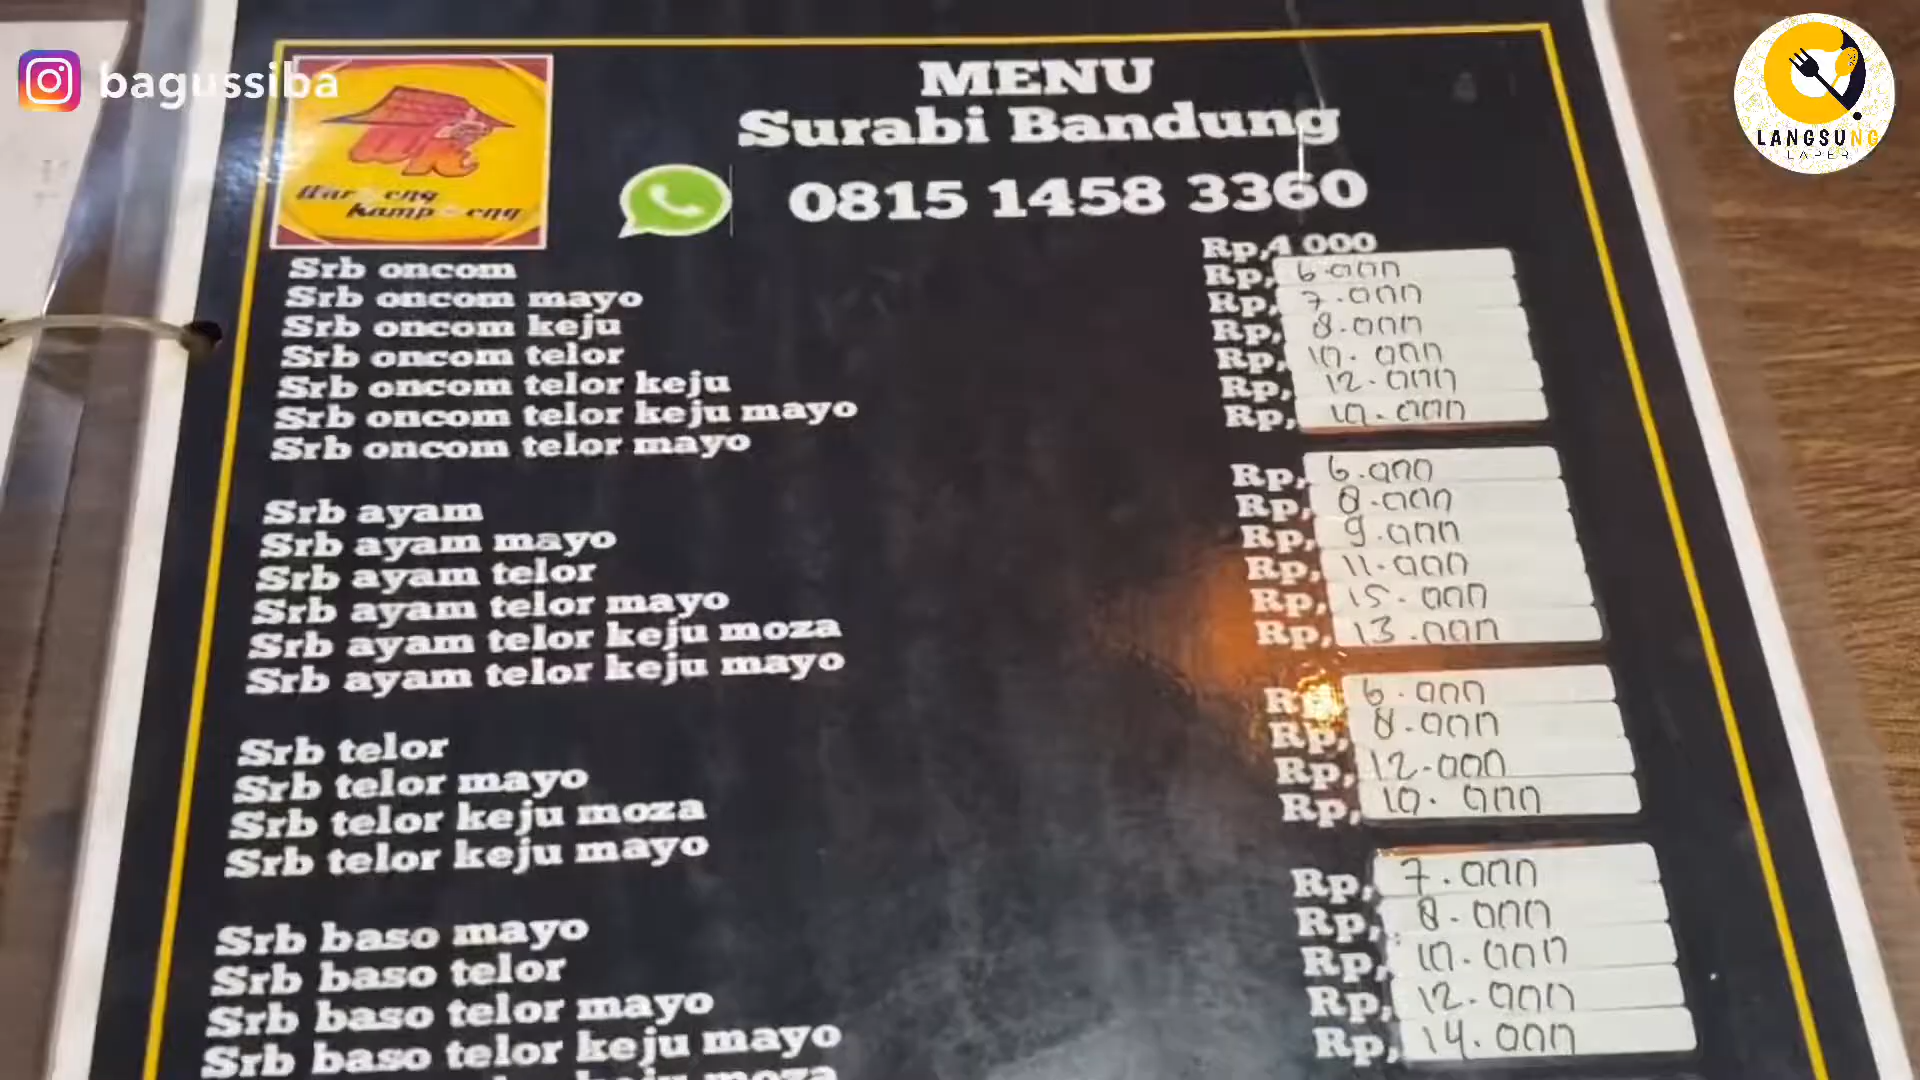 bagussiba
LANGSUNG
LAPER
MENU
Surabi Bandung
0815 1458 3360
Srb oncom Rp,4 000
Srb oncom mayo Rp, 6.000
Srb oncom keju Rp, 7.000
Srb oncom telor Rp, 8.000
Srb oncom telor keju Rp, 10.000
Srb oncom telor keju mayo Rp, 12.000
Srb oncom telor mayo Rp, 10.000
Srb ayam Rp, 6.000
Srb ayam mayo Rp, 8.000
Srb ayam telor Rp, 9.000
Srb ayam telor mayo Rp, 11.000
Srb ayam telor keju moza Rp, 15.000
Srb ayam telor keju mayo Rp, 13.000
Srb telor Rp, 6.000
Srb telor mayo Rp, 8.000
Srb telor keju moza Rp, 12.000
Srb telor keju mayo Rp, 10.000
Srb baso mayo Rp, 7.000
Srb baso telor Rp, 8.000
Srb baso telor mayo Rp, 10.000
Srb baso telor keju mayo Rp, 12.000
keju moza Rp, 14.000